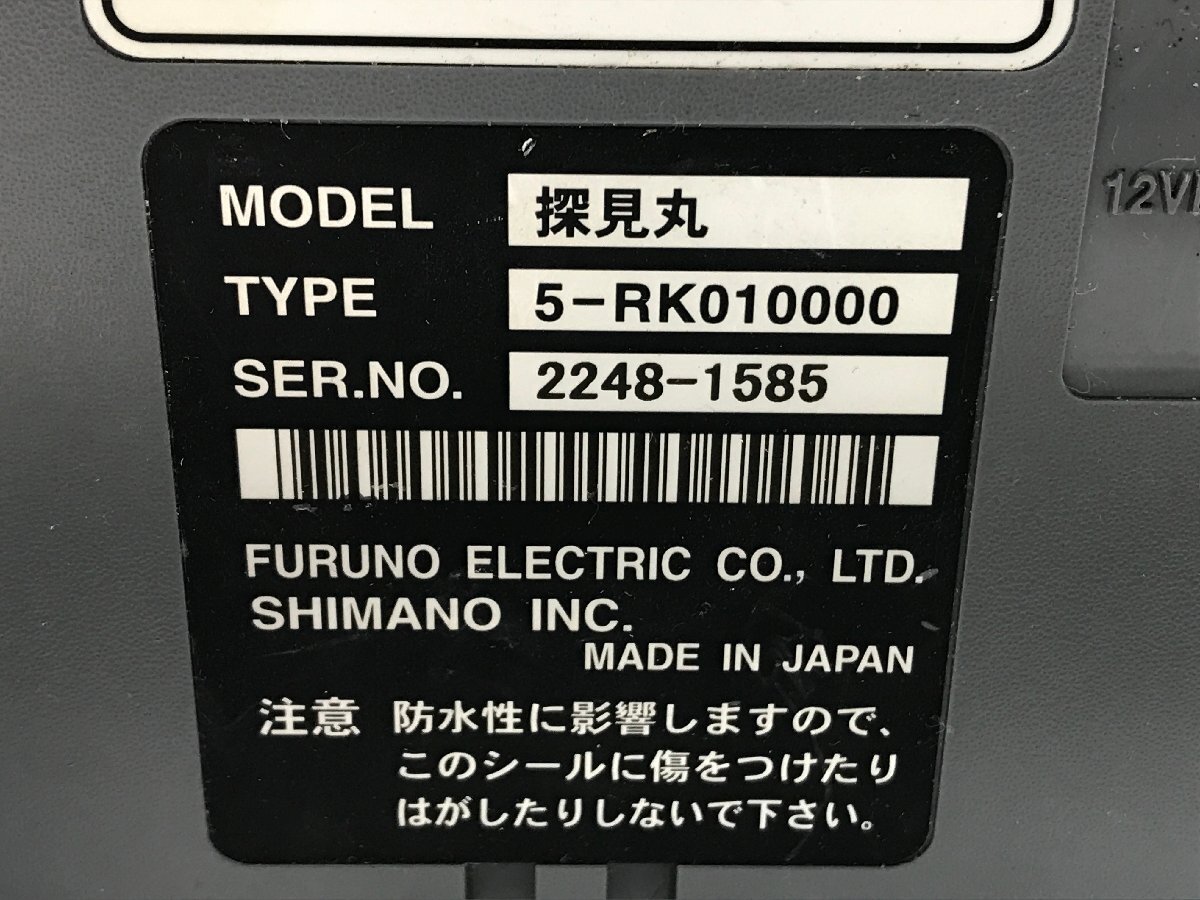 MODEL 探見丸
TYPE 5-RK010000
SER.NO. 2248-1585
FURUNO ELECTRIC CO., LTD.
SHIMANO INC.
MADE IN JAPAN
注意 防水性に影響しますので、
このシールに傷をつけたり
はがしたりしないで下さい。